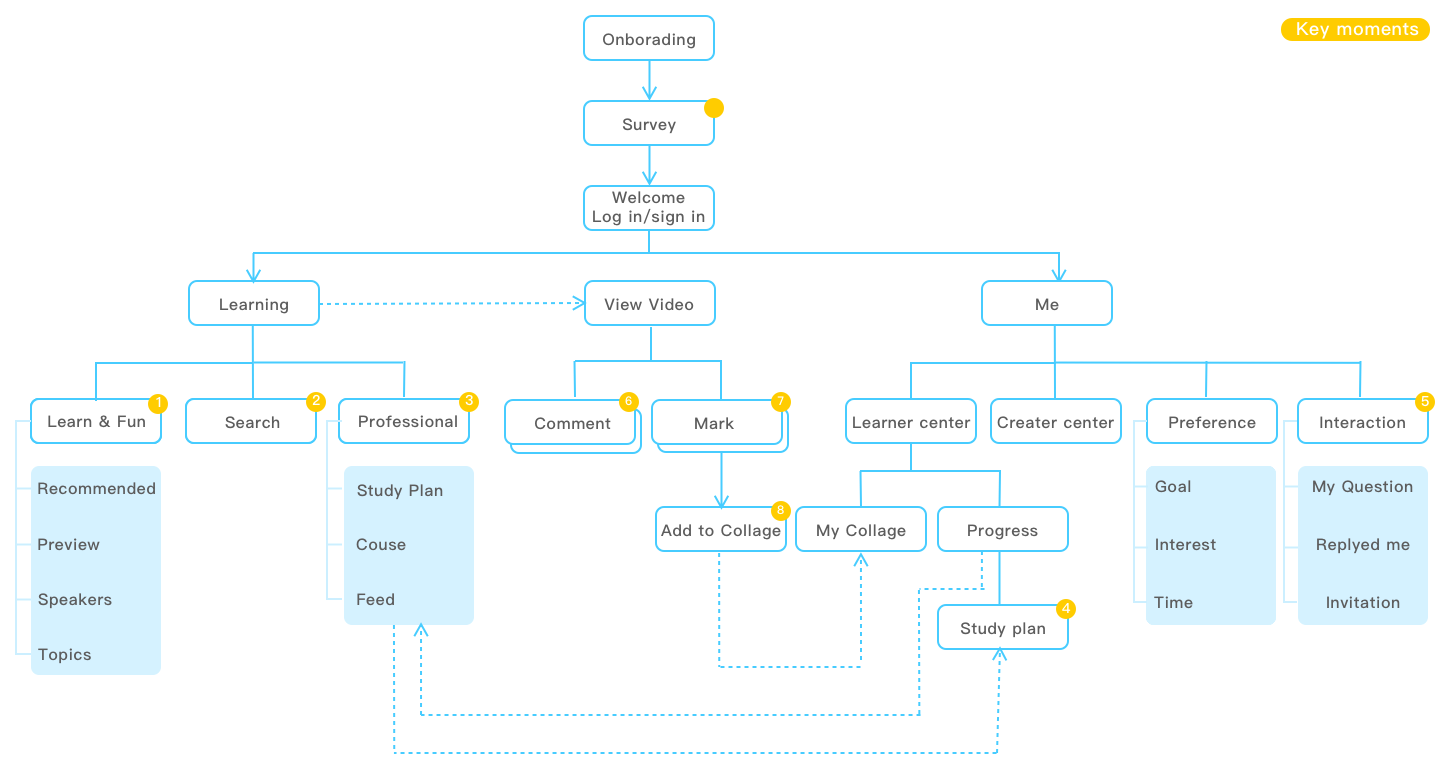 Onborading
Key moments
Survey
Welcome
Log in/sign in
Learning
View Video
Me
Learn & Fun
1
Search
2
Professional
3
Comment
6
Mark
7
Learner center
Creater center
Preference
Interaction
5
Recommended
Preview
Speakers
Topics
Study Plan
Couse
Feed
Add to Collage
8
My Collage
Progress
Study plan
4
Goal
Interest
Time
My Question
Replyed me
Invitation